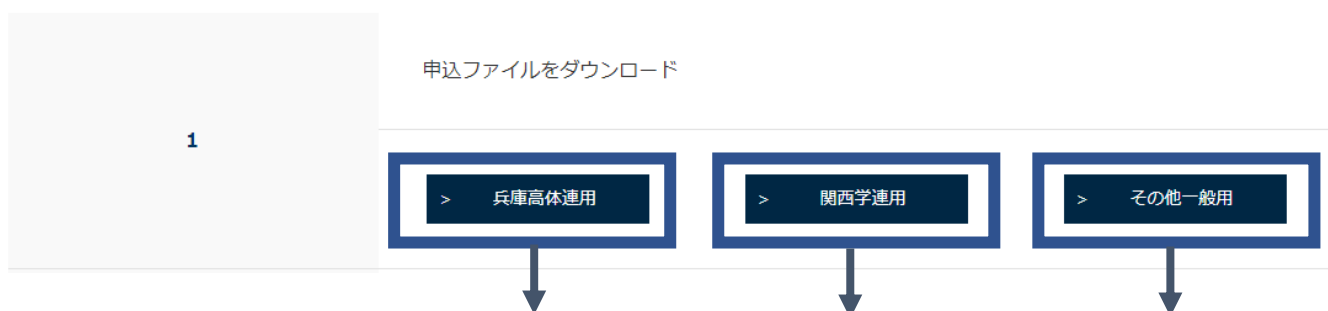 申込ファイルをダウンロード
1
> 兵庫高体連用
> 関西学連用
> その他一般用